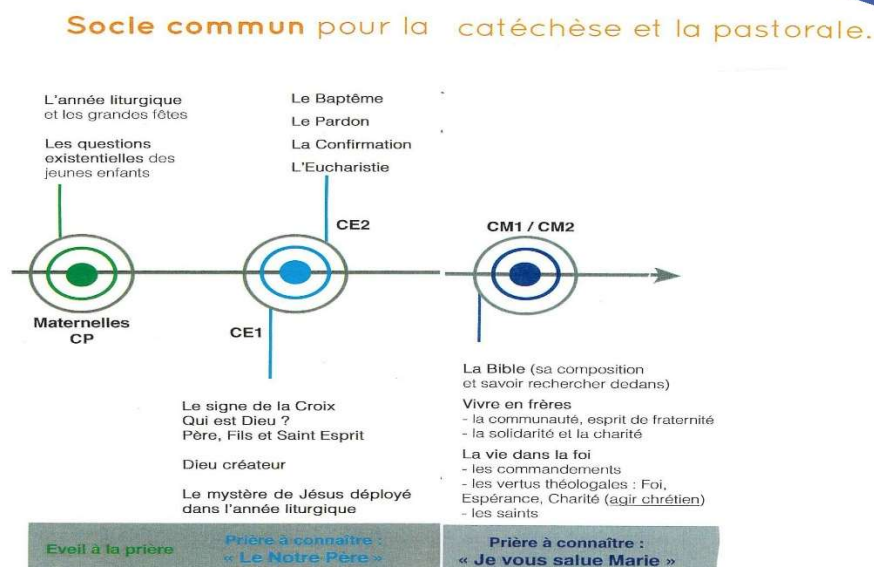 Socle commun pour la catéchèse et la pastorale.
L'année liturgique
et les grandes fêtes
Les questions
existentielles des
jeunes enfants
Maternelles
CP
Le Baptême
Le Pardon
La Confirmation
L'Eucharistie
CE2
CE1
Le signe de la Croix
Qui est Dieu ?
Père, Fils et Saint Esprit
Dieu créateur
Le mystère de Jésus déployé
dans l'année liturgique
CM1 / CM2
La Bible (sa composition
et savoir rechercher dedans)
Vivre en frères
- la communauté, esprit de fraternité
- la solidarité et la charité
La vie dans la foi
- les commandements
- les vertus théologales : Foi,
Espérance, Charité (agir chrétien)
- les saints
Eveil à la prière
Prière à connaître :
« Le Notre Père »
Prière à connaître :
« Je vous salue Marie »